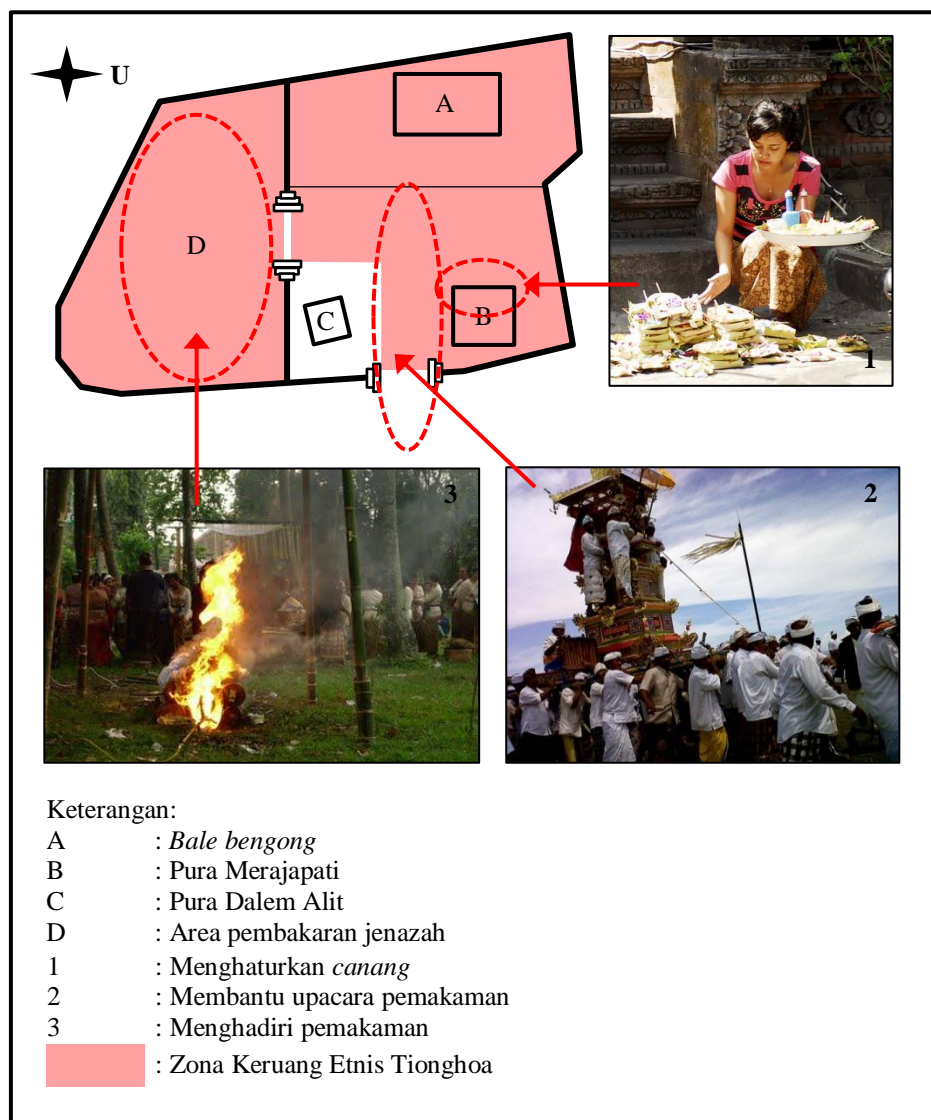 U
A
D
B
C
1
3
2
Keterangan:
A : Bale bengong
B : Pura Merajapati
C : Pura Dalem Alit
D : Area pembakaran jenazah
1 : Menghaturkan canang
2 : Membantu upacara pemakaman
3 : Menghadiri pemakaman
: Zona Keruang Etnis Tionghoa